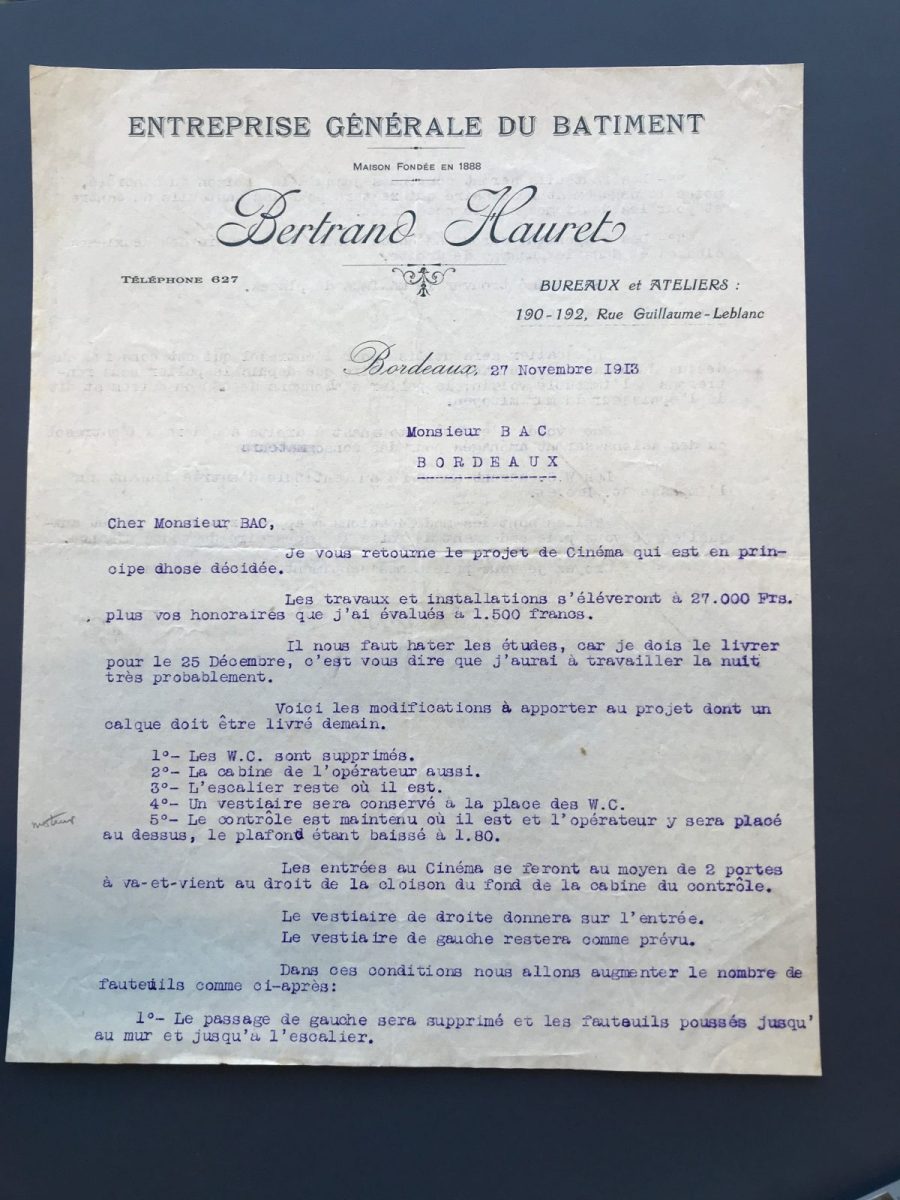 ENTREPRISE GÉNÉRALE DU BATIMENT
MAISON FONDÉE EN 1888
Bertrand Hauret
TÉLÉPHONE 627
BUREAUX et ATELIERS :
190-192, Rue Guillaume-Leblanc
Bordeaux, 27 Novembre 1913
Monsieur B A C
B O R D E A U X
Cher Monsieur BAC,
Je vous retourne le projet de Cinéma qui est en prin-
cipe dhose décidée.
Les travaux et installations s'éléveront à 27.000 Frs.
plus vos honoraires que j'ai évalués à 1.500 francs.
Il nous faut hater les études, car je dois le livrer
pour le 25 Décembre, c'est vous dire que j'aurai à travailler la nuit
très probablement.
Voici les modifications à apporter au projet dont un
calque doit être livré demain.
1°- Les W.C. sont supprimés.
2°- La cabine de l'opérateur aussi.
3°- L'escalier reste où il est.
4°- Un vestiaire sera conservé à la place des W.C.
5°- Le contrôle est maintenu où il est et l'opérateur y sera placé
au dessus, le plafond étant baissé à 1.80.
Les entrées au Cinéma se feront au moyen de 2 portes
à va-et-vient au droit de la cloison du fond de la cabine du contrôle.
Le vestiaire de droite donnera sur l'entrée.
Le vestiaire de gauche restera comme prévu.
Dans ces conditions nous allons augmenter le nombre de
fauteuils comme ci-après:
1°- Le passage de gauche sera supprimé et les fauteuils poussés jusqu'
au mur et jusqu'à l'escalier.